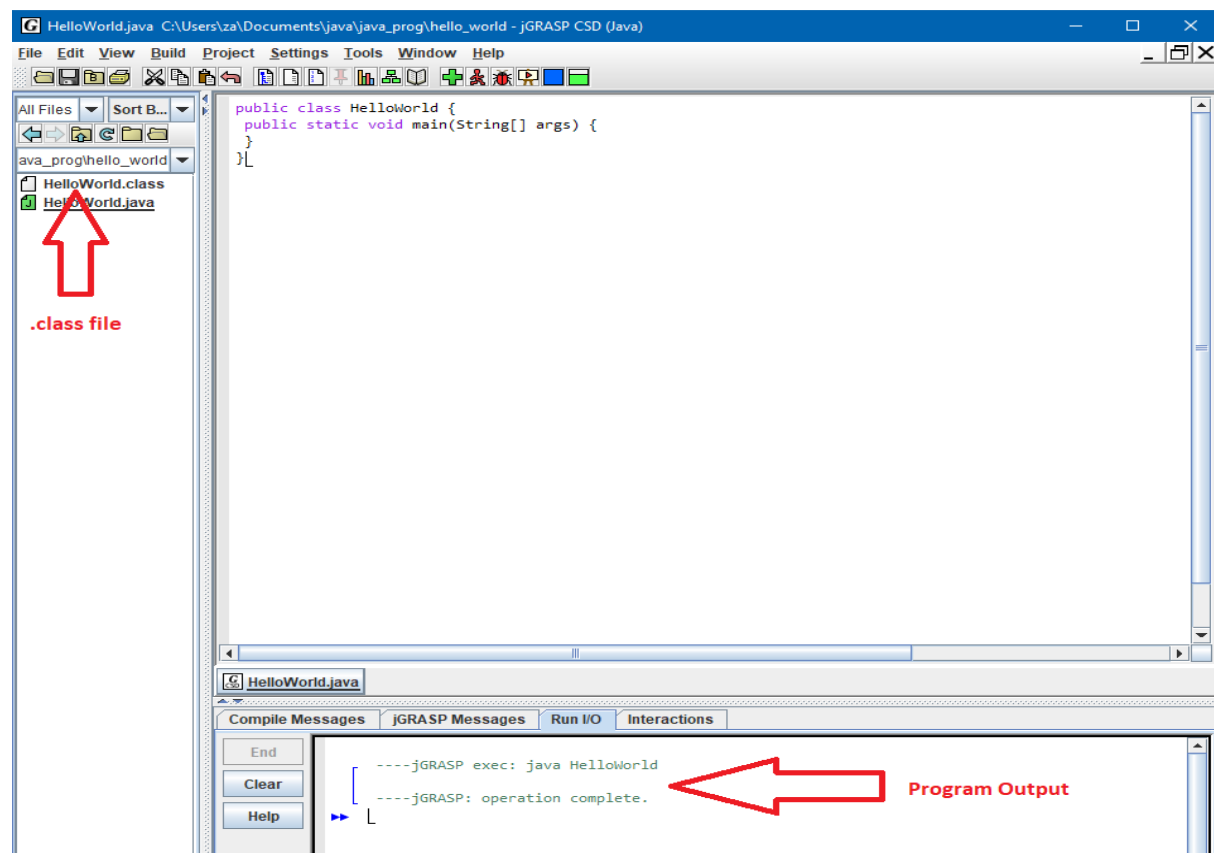 HelloWorld.java C:\Users\za\Documents\java\java_prog\hello_world - jGRASP CSD (Java)
File Edit View Build Project Settings Tools Window Help
All Files Sort B...
ava_prog\hello_world
HelloWorld.class
HelloWorld.java
.class file
public class HelloWorld {
public static void main(String[] args) {
}
}
HelloWorld.java
Compile Messages jGRASP Messages Run I/O Interactions
End
Clear
Help
----jGRASP exec: java HelloWorld
----jGRASP: operation complete.
Program Output